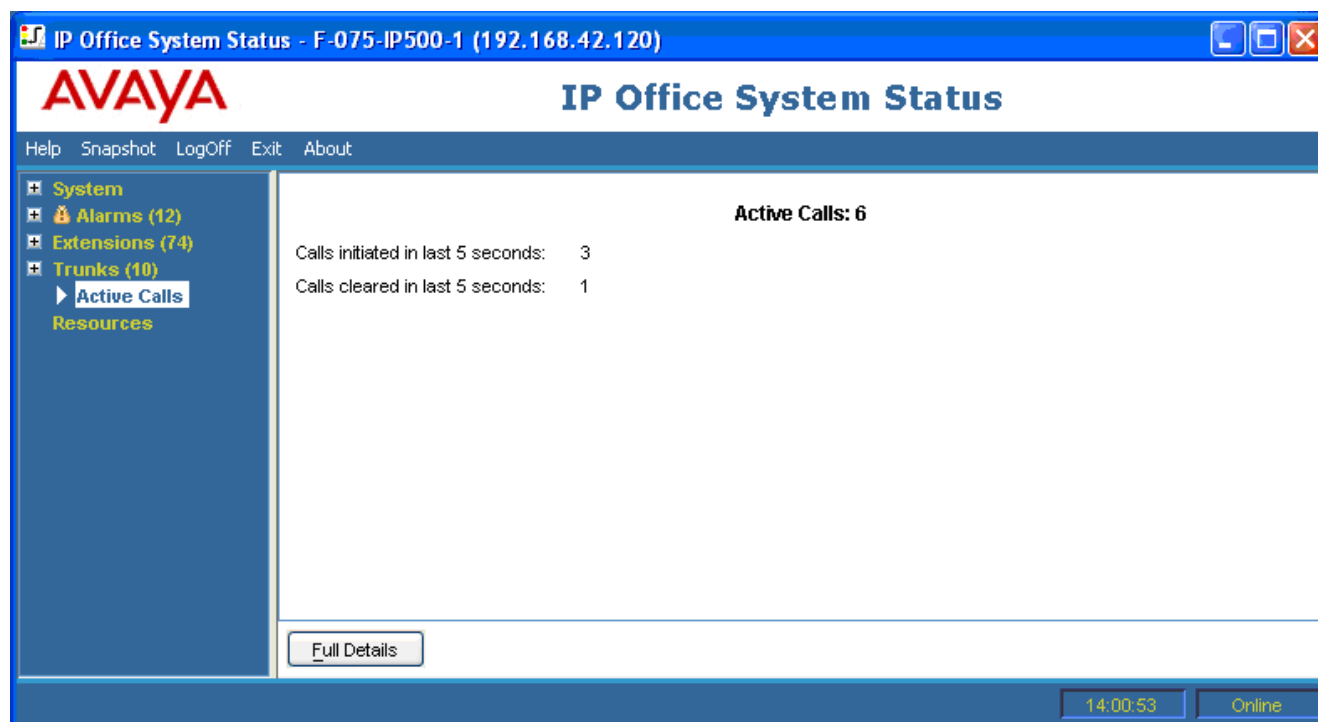 IP Office System Status - F-075-IP500-1 (192.168.42.120)
AVAYA
IP Office System Status
Help Snapshot LogOff Exit About
System
Alarms (12)
Extensions (74)
Trunks (10)
Active Calls
Resources
Active Calls: 6
Calls initiated in last 5 seconds: 3
Calls cleared in last 5 seconds: 1
Full Details
14:00:53 Online